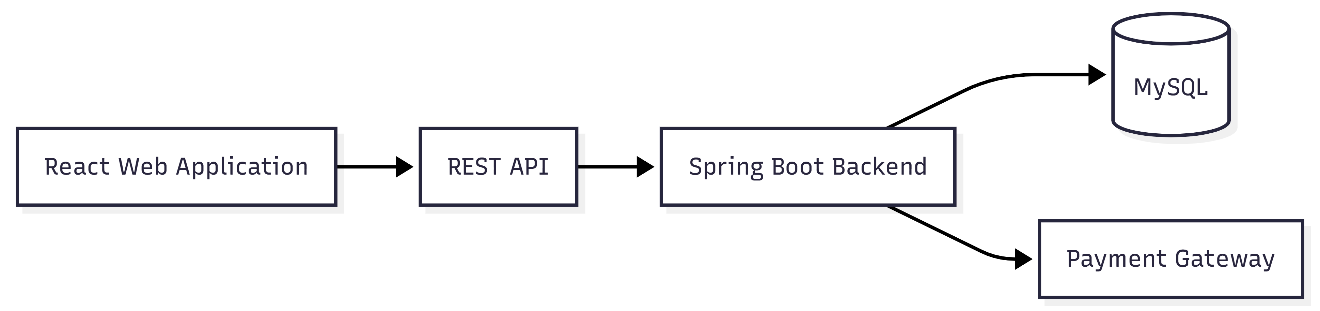 React Web Application
REST API
Spring Boot Backend
MySQL
Payment Gateway